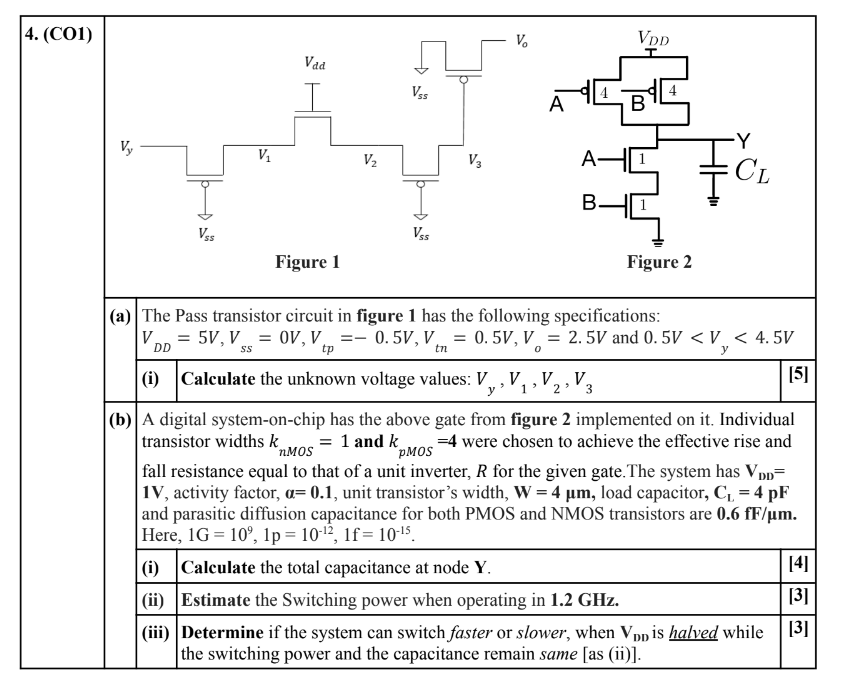 4. (CO1)
V_dd
V_o
V_ss
V_y
V_1
V_2
V_3
V_ss
V_ss
Figure 1
V_DD
A
4
B
4
A
1
Y
C_L
B
1
Figure 2
(a) The Pass transistor circuit in figure 1 has the following specifications:
V_DD = 5V, V_ss = 0V, V_tp =− 0.5V, V_tn = 0.5V, V_o = 2.5V and 0.5V < V_y < 4.5V
(i) Calculate the unknown voltage values: V_y, V_1, V_2, V_3 [5]
(b) A digital system-on-chip has the above gate from figure 2 implemented on it. Individual
transistor widths k_nMOS = 1 and k_pMOS =4 were chosen to achieve the effective rise and
fall resistance equal to that of a unit inverter, R for the given gate.The system has V_DD=
1V, activity factor, α= 0.1, unit transistor's width, W = 4 μm, load capacitor, C_L = 4 pF
and parasitic diffusion capacitance for both PMOS and NMOS transistors are 0.6 fF/μm.
Here, 1G = 10⁹, 1p = 10⁻¹², 1f = 10⁻¹⁵.
(i) Calculate the total capacitance at node Y. [4]
(ii) Estimate the Switching power when operating in 1.2 GHz. [3]
(iii) Determine if the system can switch faster or slower, when V_DD is halved while [3]
the switching power and the capacitance remain same [as (ii)].